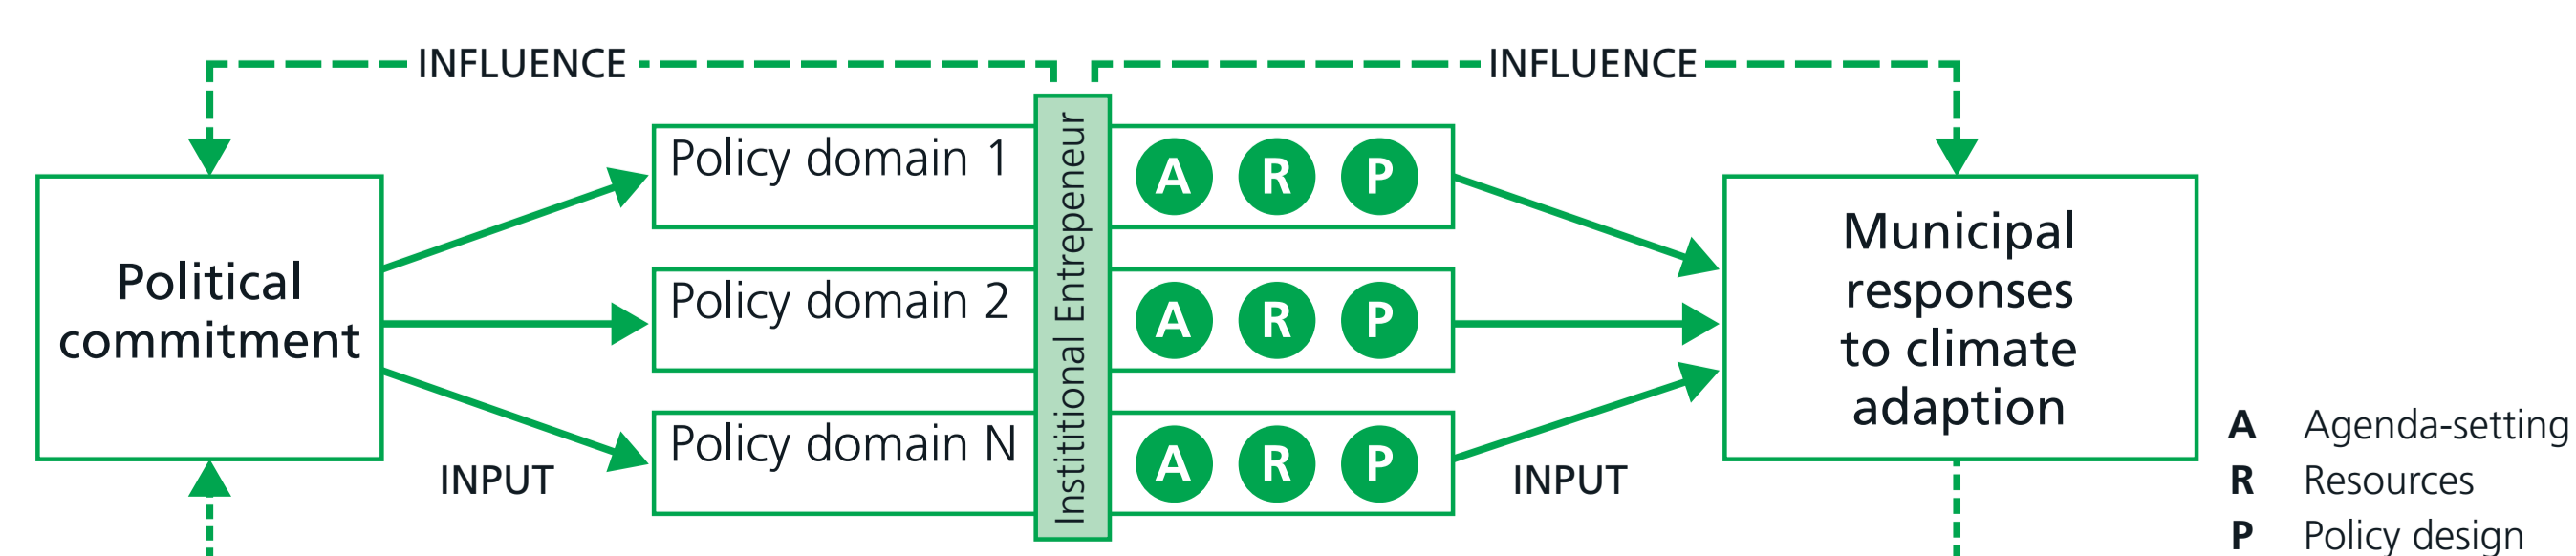 INFLUENCE
INFLUENCE
Political
commitment
Policy domain 1
Policy domain 2
Policy domain N
Instititional Entrepeneur
A R P
A R P
A R P
Municipal
responses
to climate
adaption
INPUT
INPUT
A Agenda-setting
R Resources
P Policy design